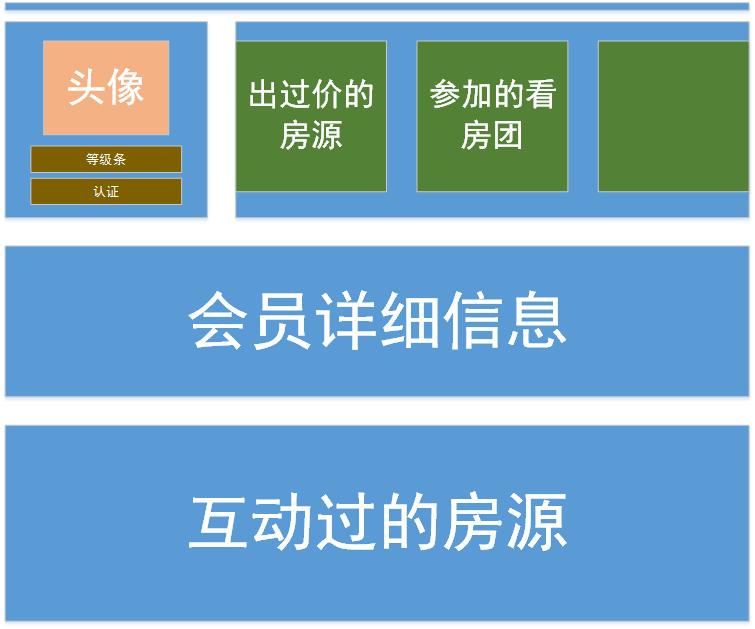 头像
等级条
认证
出过价的
房源
参加的看
房团
会员详细信息
互动过的房源